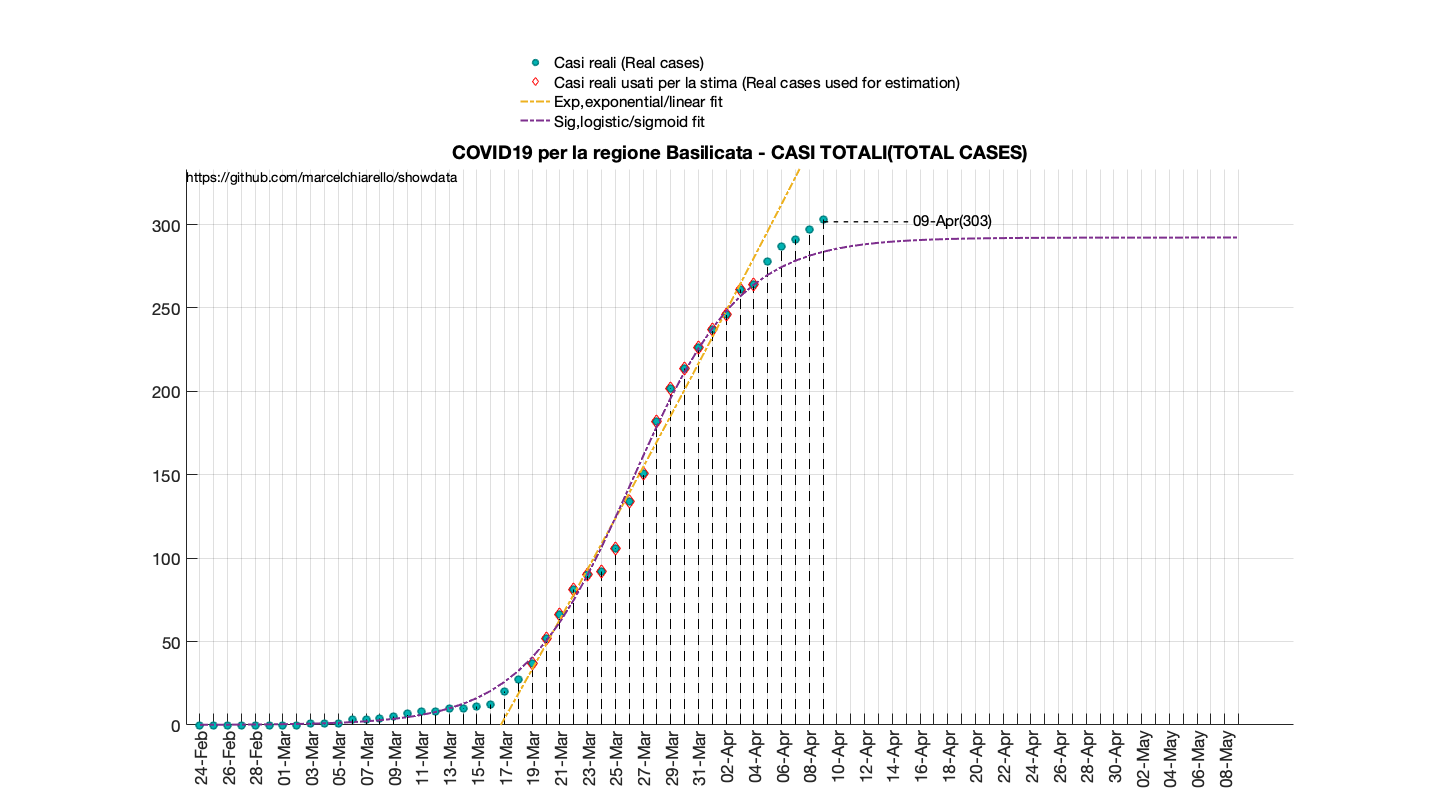 Casi reali (Real cases)
Casi reali usati per la stima (Real cases used for estimation)
Exp,exponential/linear fit
Sig,logistic/sigmoid fit
COVID19 per la regione Basilicata - CASI TOTALI(TOTAL CASES)
https://github.com/marcelchiarello/showdata
09-Apr(303)
300
250
200
150
100
50
0
24-Feb
26-Feb
28-Feb
01-Mar
03-Mar
05-Mar
07-Mar
09-Mar
11-Mar
13-Mar
15-Mar
17-Mar
19-Mar
21-Mar
23-Mar
25-Mar
27-Mar
29-Mar
31-Mar
02-Apr
04-Apr
06-Apr
08-Apr
10-Apr
12-Apr
14-Apr
16-Apr
18-Apr
20-Apr
22-Apr
24-Apr
26-Apr
28-Apr
30-Apr
02-May
04-May
06-May
08-May